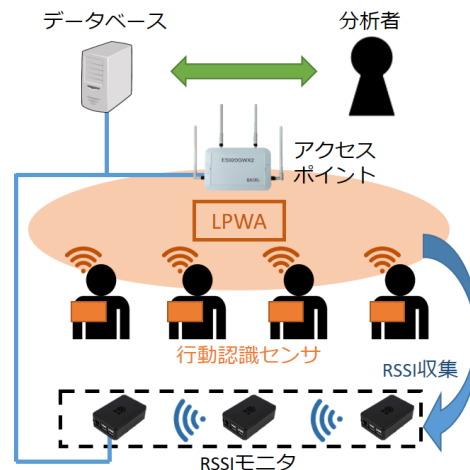 データベース
分析者
ES920GWX2
アクセス
ポイント
LPWA
行動認識センサ
RSSI収集
RSSIモニタ